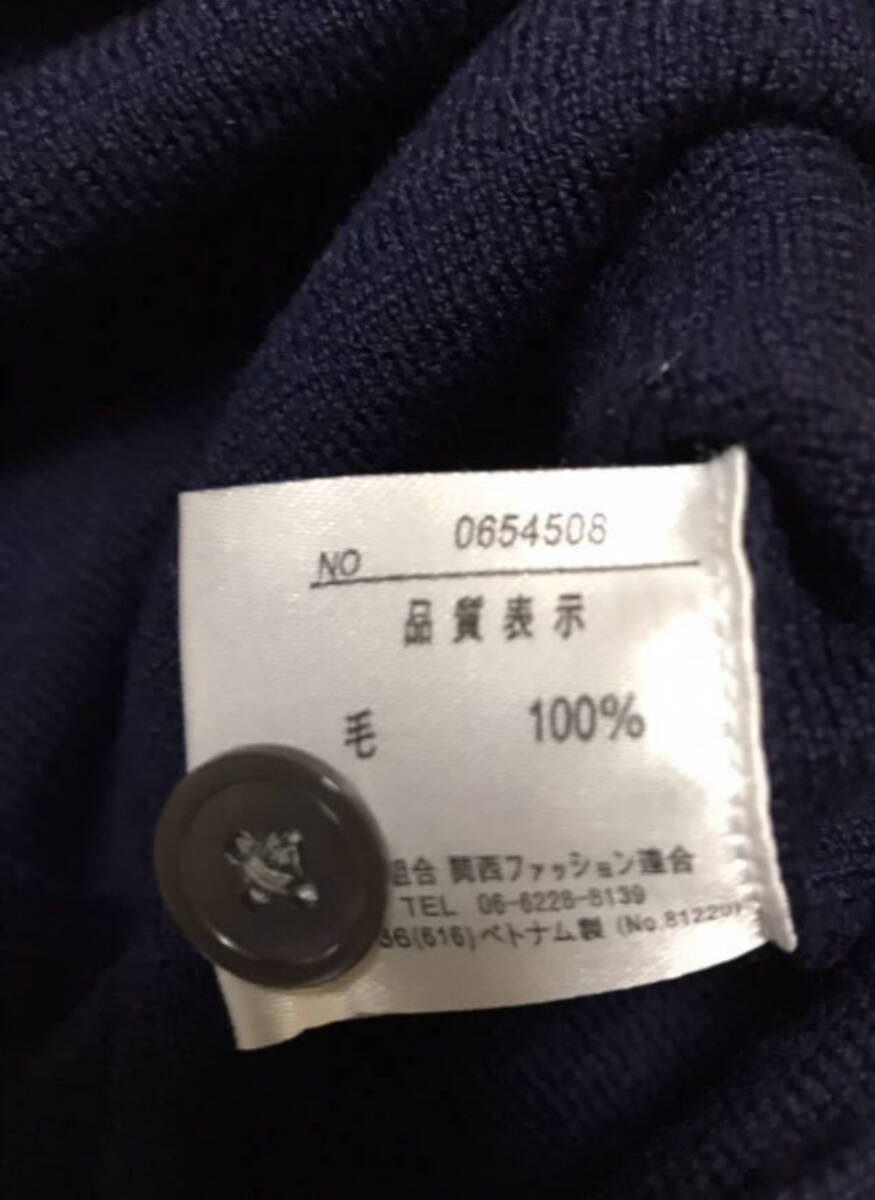 NO 0654508
品質表示
毛 100%
組合 関西ファッション連合
TEL 06-6228-8139
36(616)ベトナム製 (No.81220)